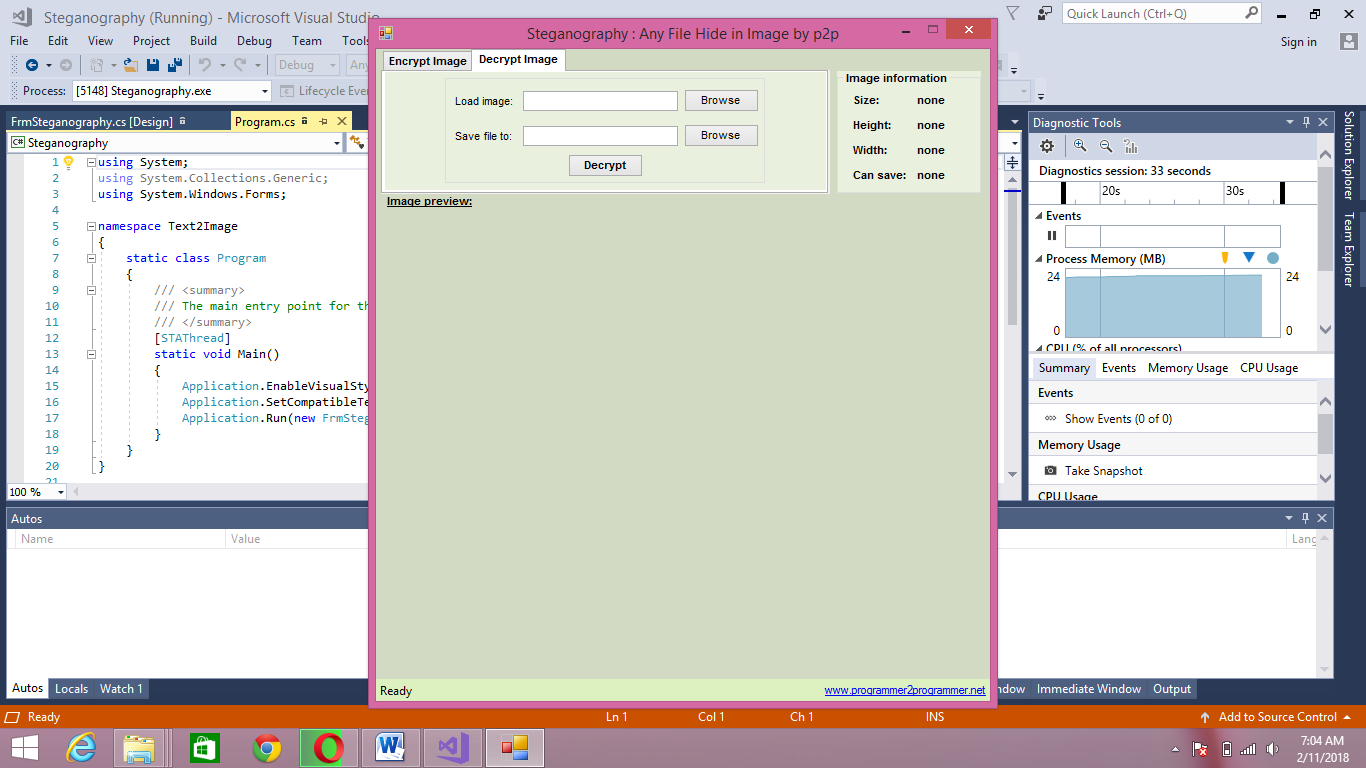 Steganography (Running) - Microsoft Visual Studio
Quick Launch (Ctrl+Q)
File Edit View Project Build Debug Team Tools
Sign in
Debug Any
Process: [5148] Steganography.exe Lifecycle
FrmSteganography.cs [Design] Program.cs
C# Steganography
1 using System;
2 using System.Collections.Generic;
3 using System.Windows.Forms;
4
5 namespace Text2Image
6 {
7 static class Program
8 {
9 /// <summary>
10 /// The main entry point for
11 /// </summary>
12 [STAThread]
13 static void Main()
14 {
15 Application.EnableVisualSty
16 Application.SetCompatibleTe
17 Application.Run(new FrmSteg
18 }
19 }
20 }
21
100 %
Steganography : Any File Hide in Image by p2p
Encrypt Image Decrypt Image
Load image: Browse
Save file to: Browse
Decrypt
Image information
Size: none
Height: none
Width: none
Can save: none
Image preview:
Ready www.programmer2programmer.net
Diagnostic Tools
Diagnostics session: 33 seconds
20s 30s
Events
Process Memory (MB)
24 24
0 0
CPU (% of all processors)
Summary Events Memory Usage CPU Usage
Events
Show Events (0 of 0)
Memory Usage
Take Snapshot
CPU Usage
Solution Explorer
Team Explorer
Autos
Name Value Lang
Autos Locals Watch 1
Immediate Window Output
Ready Ln 1 Col 1 Ch 1 INS Add to Source Control
7:04 AM
2/11/2018